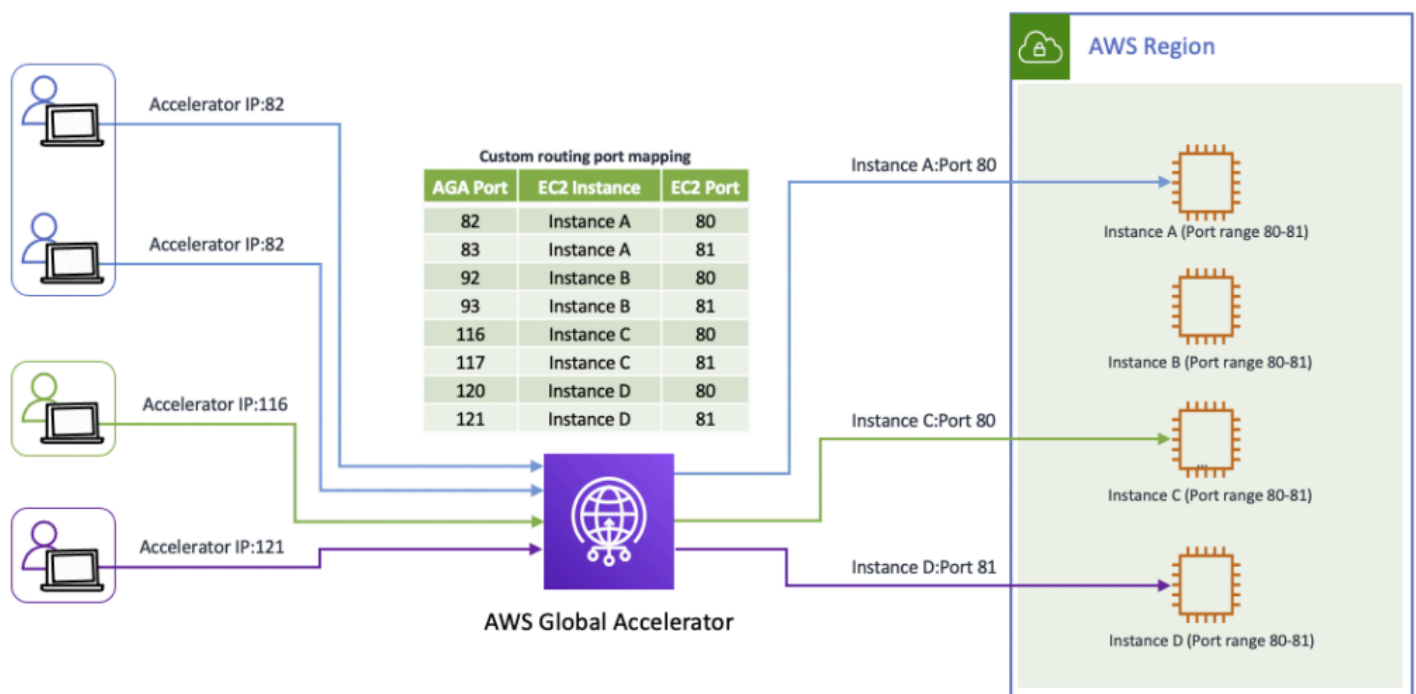 AWS Region
Accelerator IP:82
Custom routing port mapping
AGA Port EC2 Instance EC2 Port
82 Instance A 80
83 Instance A 81
92 Instance B 80
93 Instance B 81
116 Instance C 80
117 Instance C 81
120 Instance D 80
121 Instance D 81
Instance A:Port 80
Instance A (Port range 80-81)
Accelerator IP:82
Instance B (Port range 80-81)
Accelerator IP:116
Instance C:Port 80
...
Instance C (Port range 80-81)
Accelerator IP:121
Instance D:Port 81
AWS Global Accelerator
Instance D (Port range 80-81)